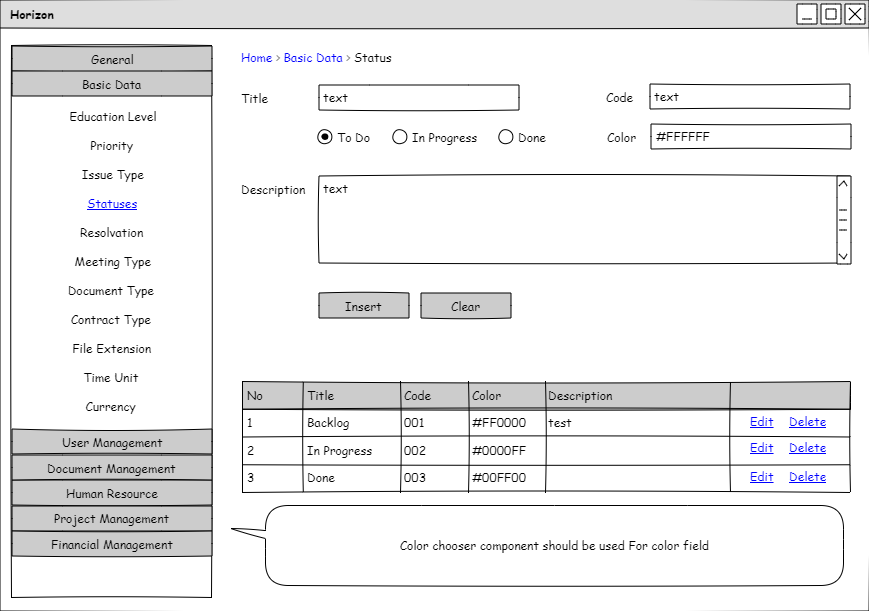 Horizon
General
Basic Data
Education Level
Priority
Issue Type
Statuses
Resolvation
Meeting Type
Document Type
Contract Type
File Extension
Time Unit
Currency
User Management
Document Management
Human Resource
Project Management
Financial Management
Home > Basic Data > Status
Title text Code text
To Do In Progress Done Color #FFFFFF
Description text
Insert Clear
No Title Code Color Description
1 Backlog 001 #FF0000 test Edit Delete
2 In Progress 002 #0000FF Edit Delete
3 Done 003 #00FF00 Edit Delete
Color chooser component should be used For color field